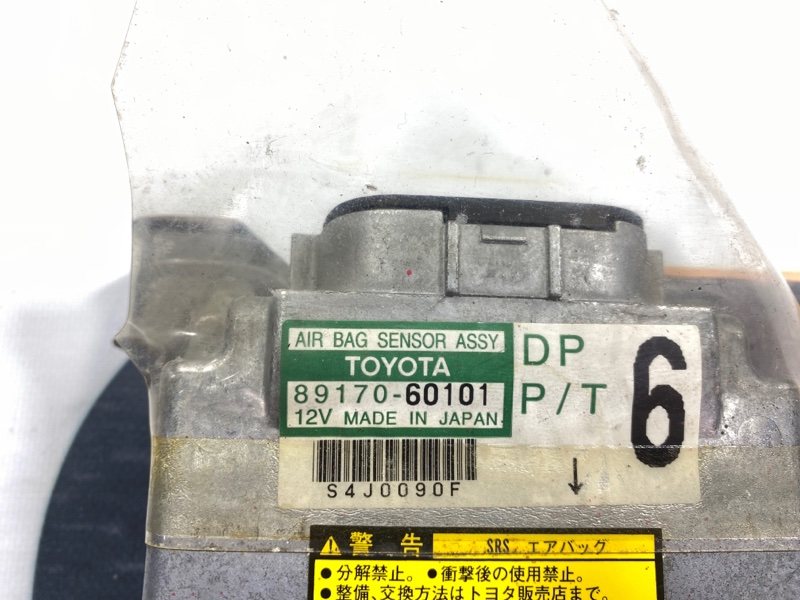 AIR BAG SENSOR ASSY
TOYOTA
89170-60101
12V MADE IN JAPAN
DP
P/T
6
S4J0090F
警告 SRS エアバッグ
●分解禁止。●衝撃後の使用禁止。
●整備、交換方法はトヨタ販売店まで。